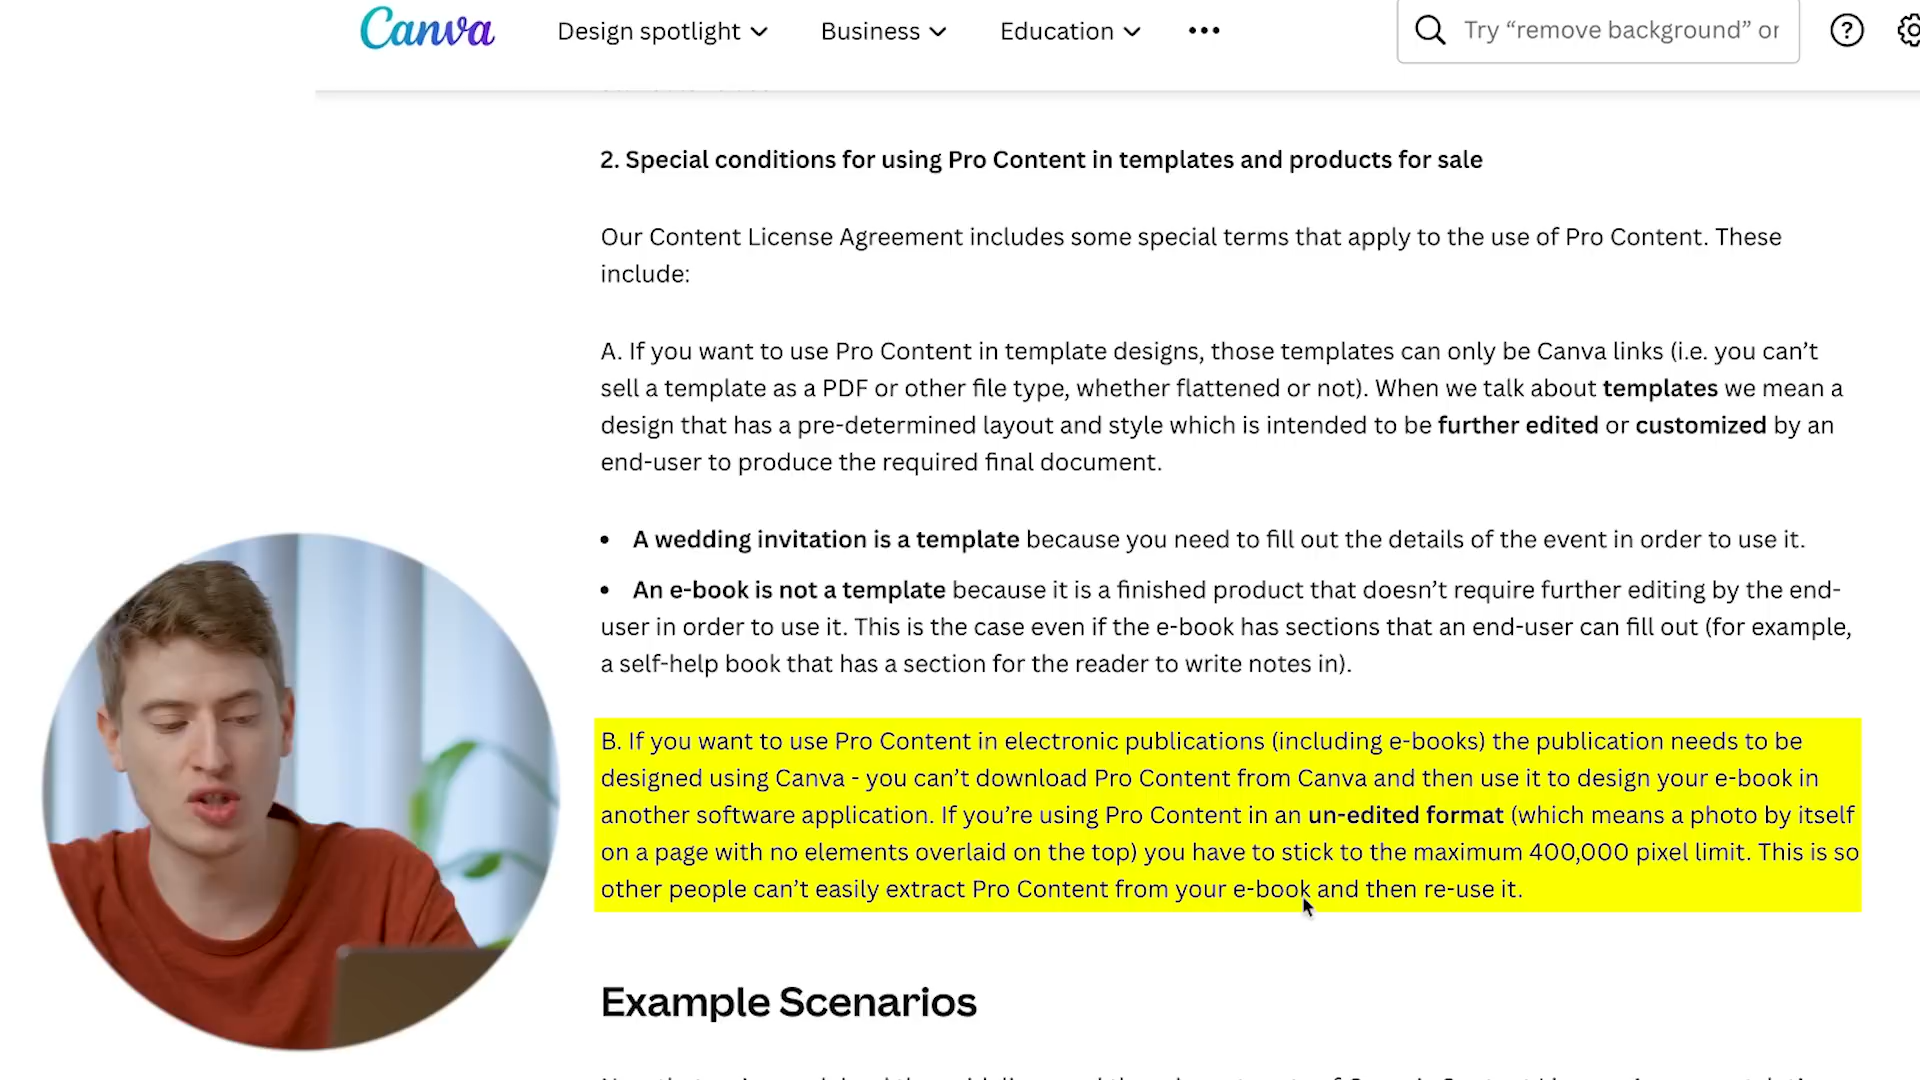 Canva
Design spotlight
Business
Education
Try “remove background” or
2. Special conditions for using Pro Content in templates and products for sale
Our Content License Agreement includes some special terms that apply to the use of Pro Content. These
include:
A. If you want to use Pro Content in template designs, those templates can only be Canva links (i.e. you can’t
sell a template as a PDF or other file type, whether flattened or not). When we talk about templates we mean a
design that has a pre-determined layout and style which is intended to be further edited or customized by an
end-user to produce the required final document.
• A wedding invitation is a template because you need to fill out the details of the event in order to use it.
• An e-book is not a template because it is a finished product that doesn’t require further editing by the end-
user in order to use it. This is the case even if the e-book has sections that an end-user can fill out (for example,
a self-help book that has a section for the reader to write notes in).
B. If you want to use Pro Content in electronic publications (including e-books) the publication needs to be
designed using Canva - you can’t download Pro Content from Canva and then use it to design your e-book in
another software application. If you’re using Pro Content in an un-edited format (which means a photo by itself
on a page with no elements overlaid on the top) you have to stick to the maximum 400,000 pixel limit. This is so
other people can’t easily extract Pro Content from your e-book and then re-use it.
Example Scenarios